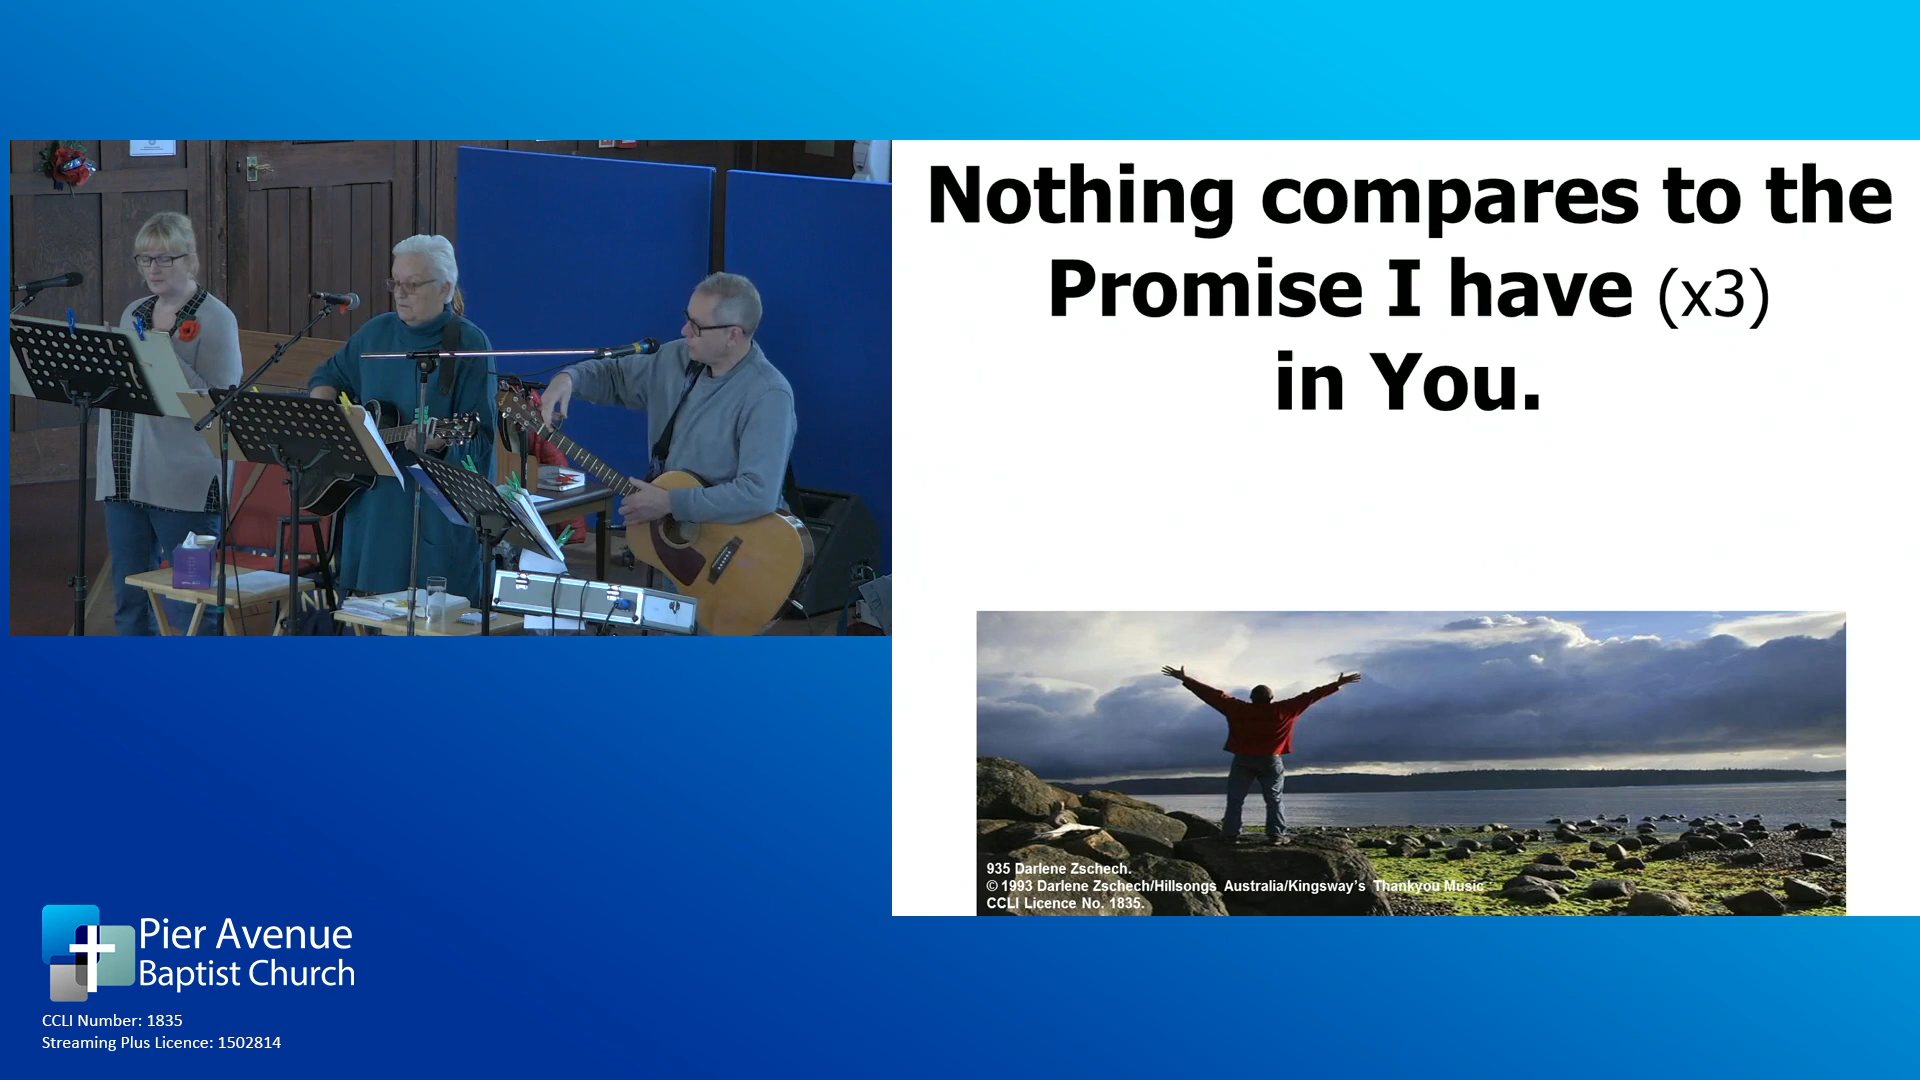 Nothing compares to the
Promise I have (x3)
in You.
935 Darlene Zschech.
© 1993 Darlene Zschech/Hillsongs Australia/Kingsway's Thankyou Music
CCLI Licence No. 1835.
Pier Avenue
Baptist Church
CCLI Number: 1835
Streaming Plus Licence: 1502814